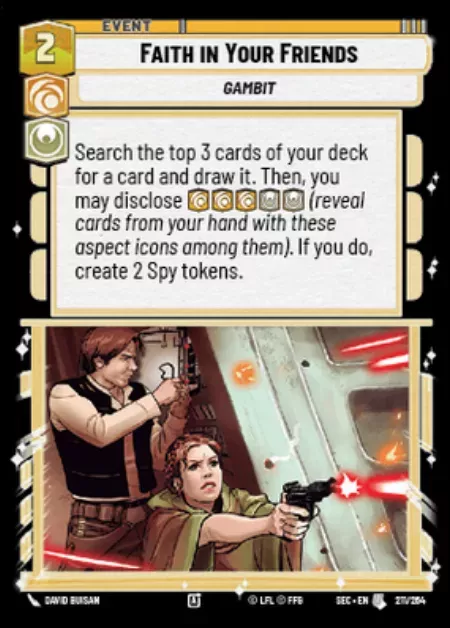 EVENT
2
FAITH IN YOUR FRIENDS
GAMBIT
Search the top 3 cards of your deck
for a card and draw it. Then, you
may disclose (reveal
cards from your hand with these
aspect icons among them). If you do,
create 2 Spy tokens.
DAVID BUISAN
© LFL © FFG
SEC • EN
211/264